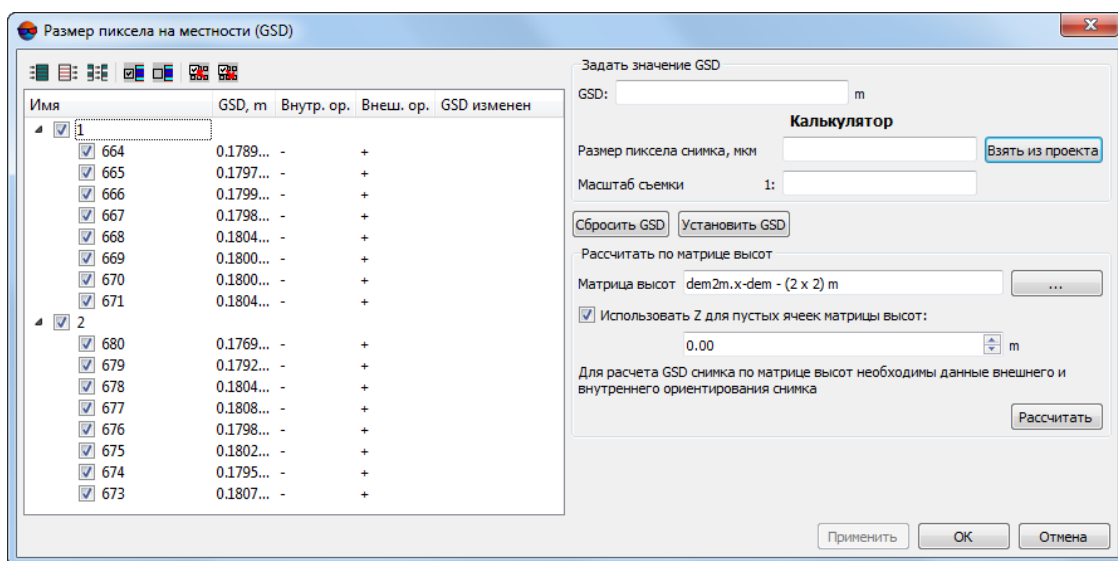 Размер пиксела на местности (GSD)
Имя GSD, m Внутр. ор. Внеш. ор. GSD изменен
1
664 0.1789... - +
665 0.1797... - +
666 0.1799... - +
667 0.1798... - +
668 0.1804... - +
669 0.1800... - +
670 0.1800... - +
671 0.1804... - +
2
680 0.1769... - +
679 0.1792... - +
678 0.1804... - +
677 0.1808... - +
676 0.1798... - +
675 0.1802... - +
674 0.1795... - +
673 0.1807... - +
Задать значение GSD
GSD: m
Калькулятор
Размер пиксела снимка, мкм Взять из проекта
Масштаб съемки 1:
Сбросить GSD Установить GSD
Рассчитать по матрице высот
Матрица высот dem2m.x-dem - (2 x 2) m ...
Использовать Z для пустых ячеек матрицы высот:
0.00 m
Для расчета GSD снимка по матрице высот необходимы данные внешнего и
внутреннего ориентирования снимка
Рассчитать
Применить OK Отмена